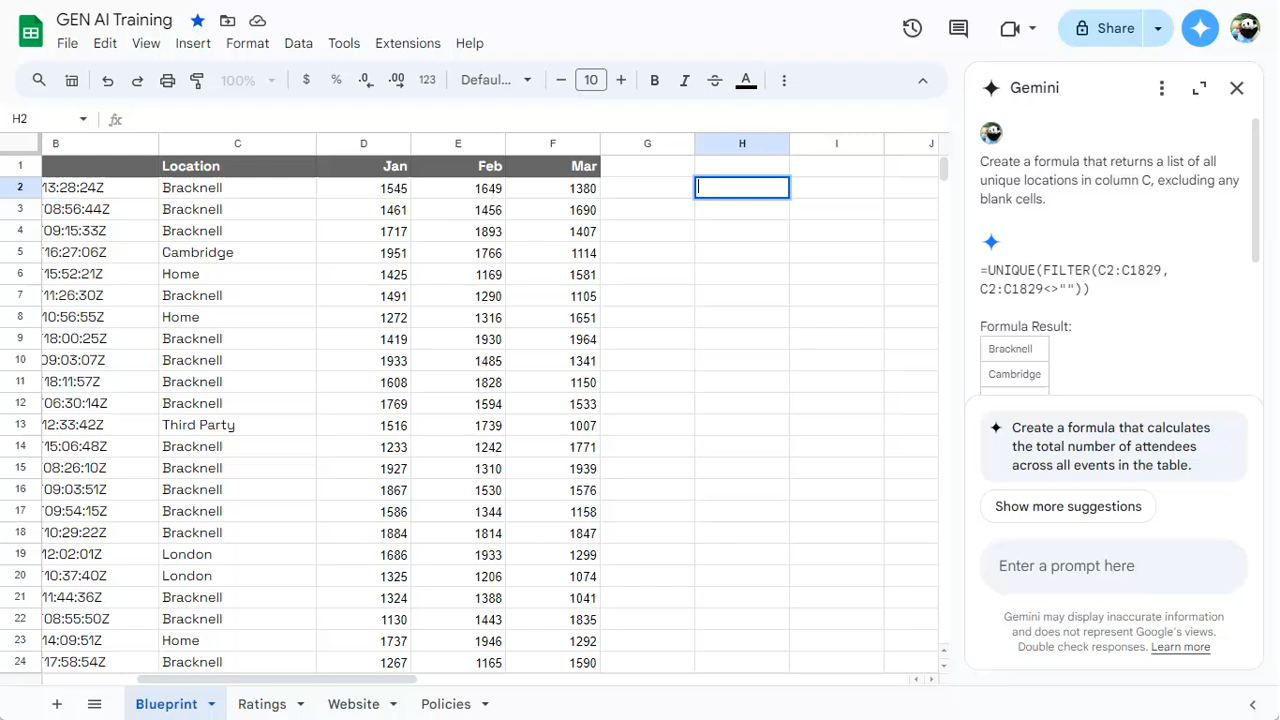 GEN AI Training
File Edit View Insert Format Data Tools Extensions Help
Share
100% $ % .0 .00 123 Defaul... 10 B I S A
H2 fx
B C D E F G H I J
1 Location Jan Feb Mar
2 13:28:24Z Bracknell 1545 1649 1380
3 08:56:44Z Bracknell 1461 1456 1690
4 09:15:33Z Bracknell 1717 1893 1407
5 16:27:06Z Cambridge 1951 1766 1114
6 15:52:21Z Home 1425 1169 1581
7 11:26:30Z Bracknell 1491 1290 1105
8 10:56:55Z Home 1272 1316 1651
9 18:00:25Z Bracknell 1419 1930 1964
10 09:03:07Z Bracknell 1933 1485 1341
11 18:11:57Z Bracknell 1608 1828 1150
12 06:30:14Z Bracknell 1769 1594 1533
13 12:33:42Z Third Party 1516 1739 1007
14 15:06:48Z Bracknell 1233 1242 1771
15 08:26:10Z Bracknell 1927 1310 1939
16 09:03:51Z Bracknell 1867 1530 1576
17 09:54:15Z Bracknell 1586 1344 1158
18 10:29:22Z Bracknell 1884 1814 1847
19 12:02:01Z London 1686 1933 1299
20 10:37:40Z London 1325 1206 1074
21 11:44:36Z Bracknell 1324 1388 1041
22 08:55:50Z Bracknell 1130 1443 1835
23 14:09:51Z Home 1737 1946 1292
24 17:58:54Z Bracknell 1267 1165 1590
Blueprint Ratings Website Policies
Gemini
Create a formula that returns a list of all
unique locations in column C, excluding any
blank cells.
=UNIQUE(FILTER(C2:C1829,
C2:C1829<>""))
Formula Result:
Bracknell
Cambridge
Create a formula that calculates
the total number of attendees
across all events in the table.
Show more suggestions
Enter a prompt here
Gemini may display inaccurate information
and does not represent Google's views.
Double check responses. Learn more